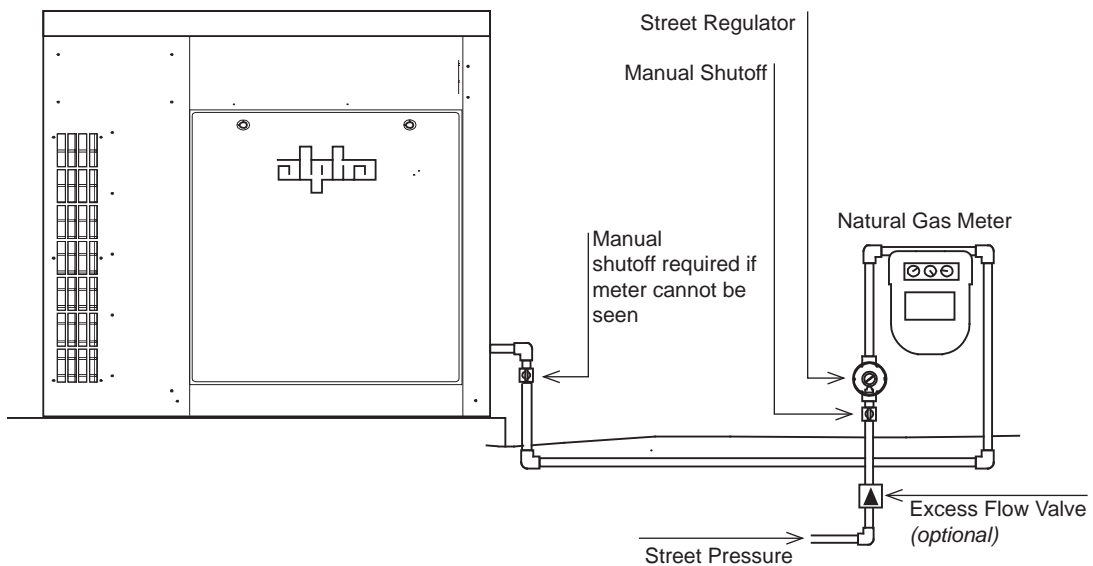 Street Regulator
Manual Shutoff
Natural Gas Meter
Manual
shutoff required if
meter cannot be
seen
alpha
Excess Flow Valve
(optional)
Street Pressure